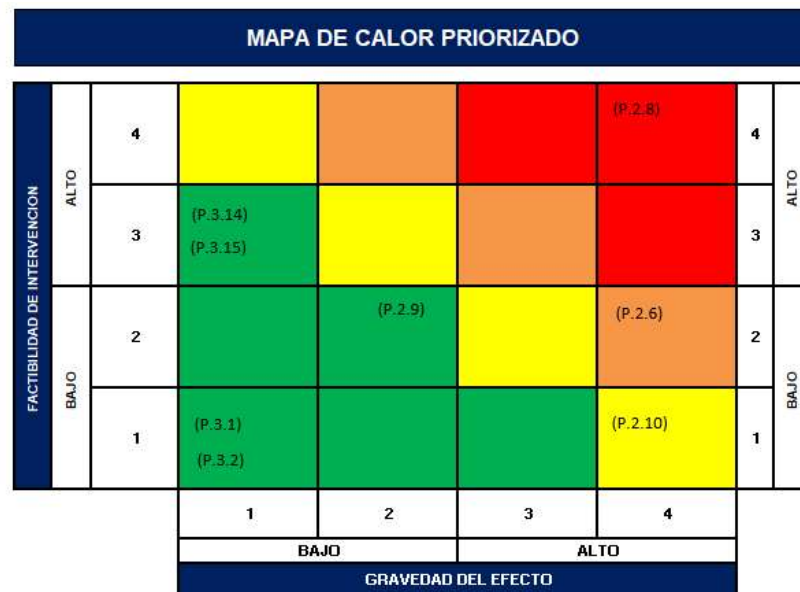 MAPA DE CALOR PRIORIZADO
FACTIBILIDAD DE INTERVENCION
ALTO
BAJO
4
(P.2.8)
4
ALTO
3
(P.3.14)
(P.3.15)
3
2
(P.2.9)
(P.2.6)
2
BAJO
1
(P.3.1)
(P.3.2)
(P.2.10)
1
1 2 3 4
BAJO ALTO
GRAVEDAD DEL EFECTO